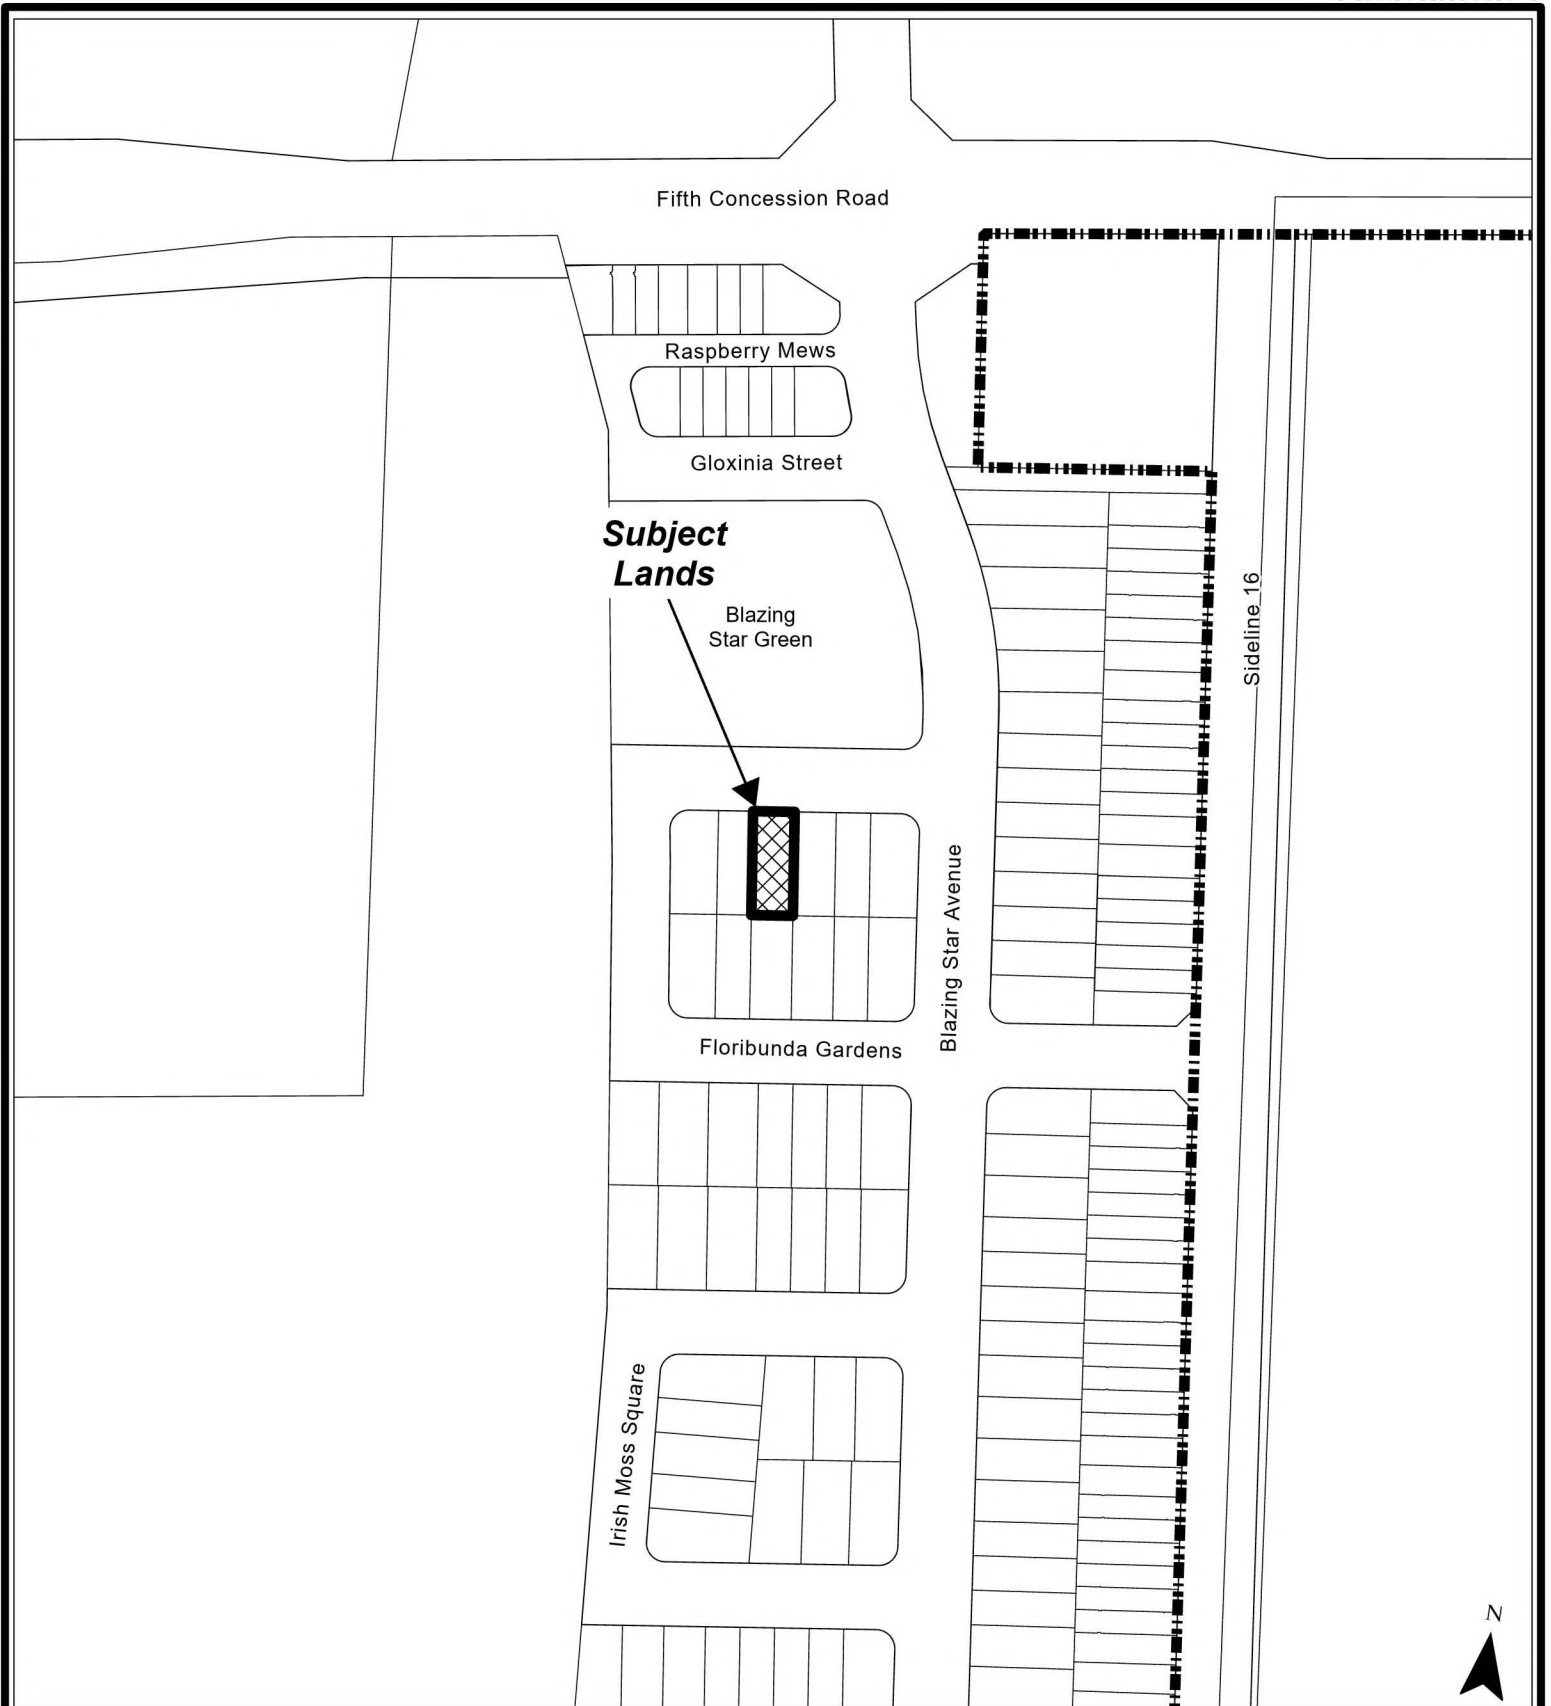 Fifth Concession Road
Raspberry Mews
Gloxinia Street
Subject
Lands
Blazing
Star Green
Sideline 16
Blazing Star Avenue
Floribunda Gardens
Irish Moss Square
N